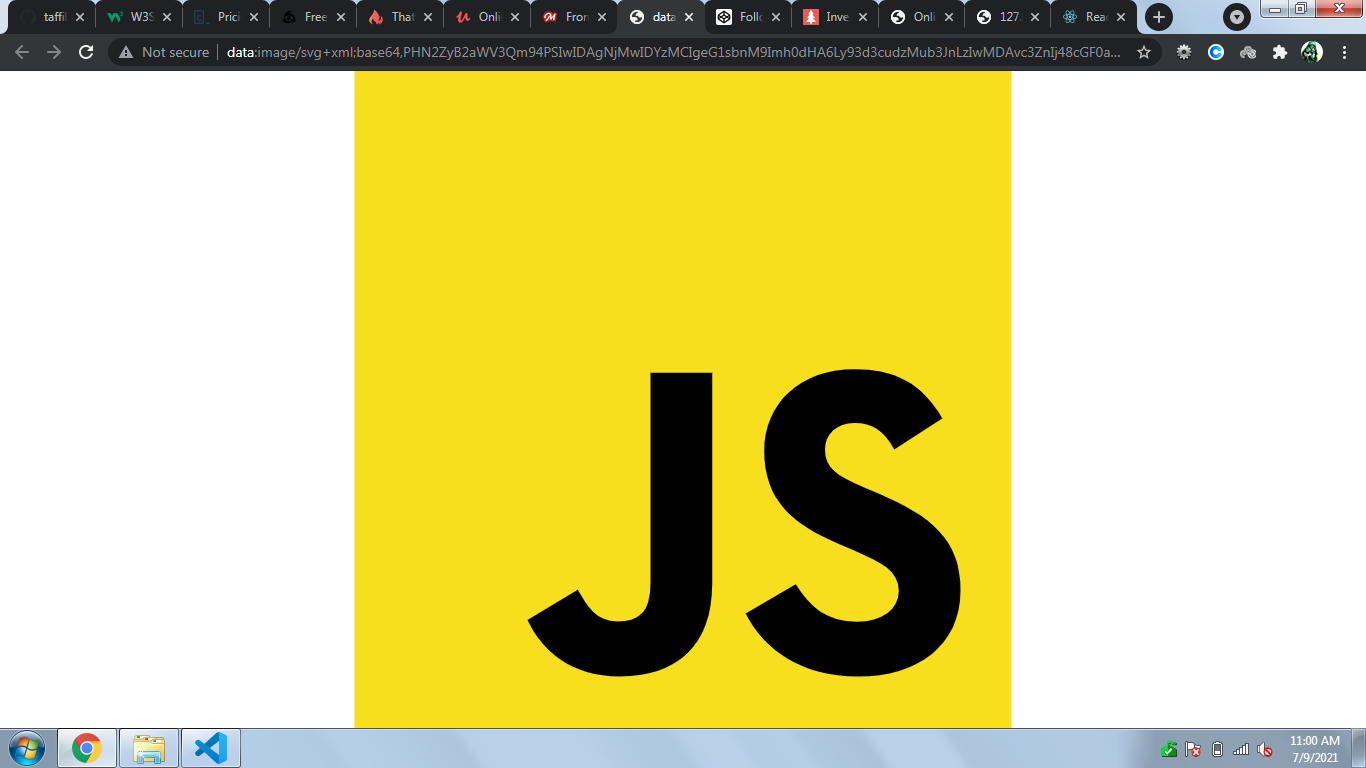 taffi
W3S
Prici
Free
That
Onli
Fron
data
Follo
Inve
Onli
127.
Reac
Not secure
data:image/svg+xml;base64,PHN2ZyB2aWV3Qm94PSIwIDAgNjMwIDYzMCIgeG1sbnM9Imh0dHA6Ly93d3cudzMub3JnLzIwMDAvc3ZnIj48cGF0a...
JS
11:00 AM
7/9/2021